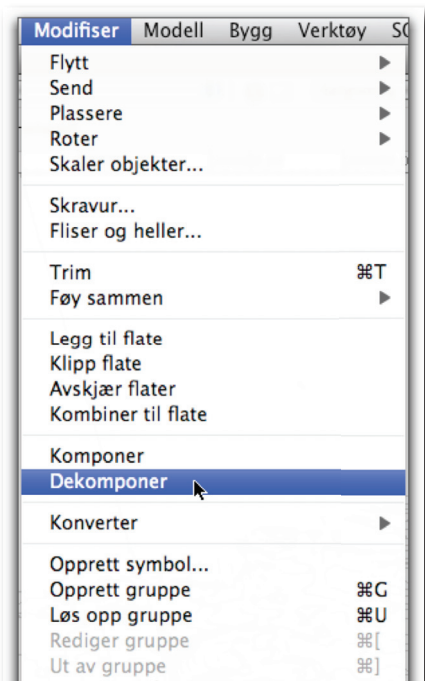 Modifiser Modell Bygg Verktøy
Flytt
Send
Plassere
Roter
Skaler objekter...
Skravur...
Fliser og heller...
Trim ⌘T
Føy sammen
Legg til flate
Klipp flate
Avskjær flater
Kombiner til flate
Komponer
Dekomponer
Konverter
Opprett symbol...
Opprett gruppe ⌘G
Løs opp gruppe ⌘U
Rediger gruppe ⌘[
Ut av gruppe ⌘]